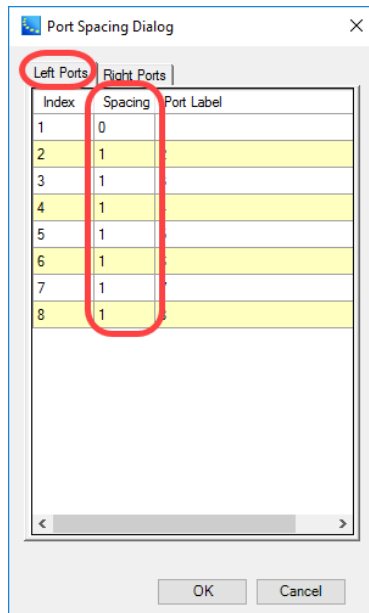 Port Spacing Dialog
Left Ports Right Ports
Index Spacing Port Label
1 0
2 1
3 1
4 1
5 1
6 1
7 1
8 1
OK Cancel